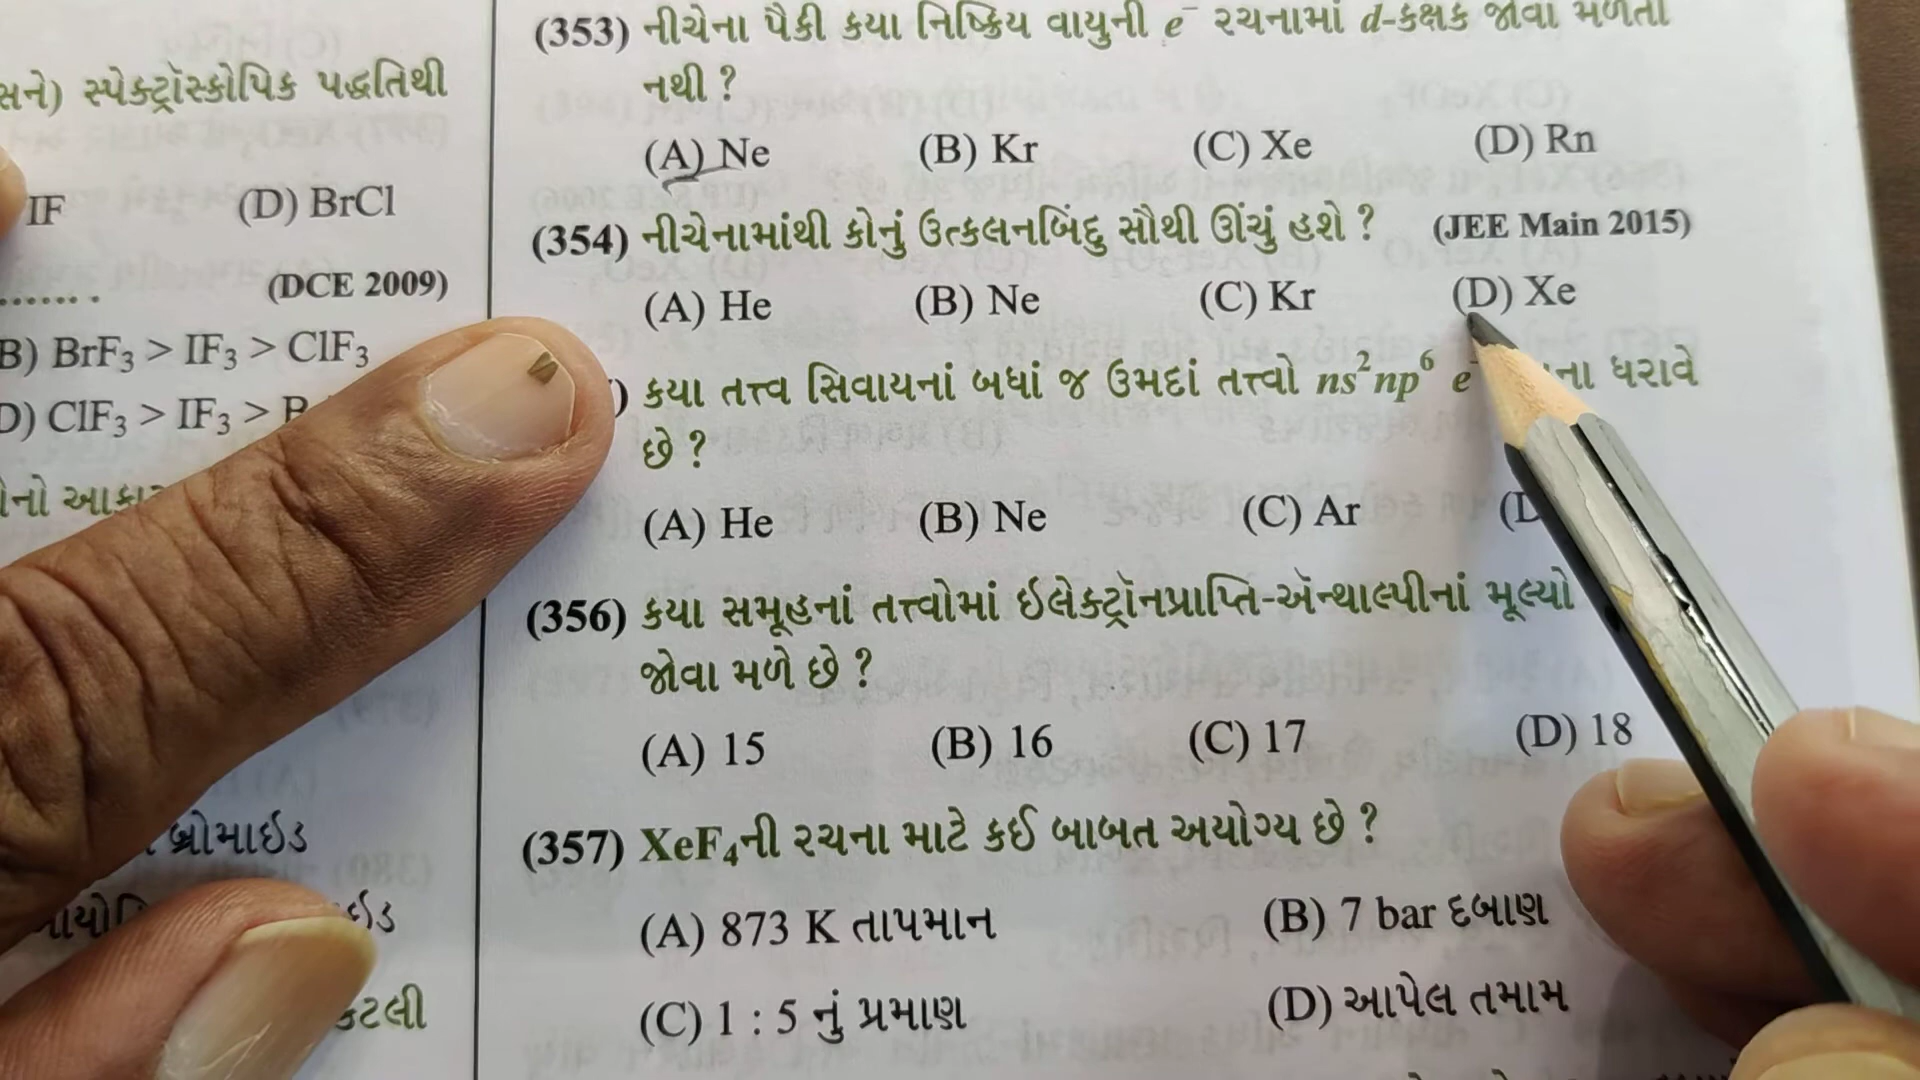 સને) સ્પેક્ટ્રૉસ્કોપિક પદ્ધતિથી
IF (D) BrCl
....... (DCE 2009)
B) BrF₃ > IF₃ > ClF₃
D) ClF₃ > IF₃ >
બ્રોમાઇડ
કેટલી
(353) નીચેના પૈકી કયા નિષ્ક્રિય વાયુની e⁻ રચનામાં d-કક્ષક જોવા મળતી
નથી ?
(A) Ne (B) Kr (C) Xe (D) Rn
(354) નીચેનામાંથી કોનું ઉત્કલનબિંદુ સૌથી ઊંચું હશે ? (JEE Main 2015)
(A) He (B) Ne (C) Kr (D) Xe
) કયા તત્ત્વ સિવાયનાં બધાં જ ઉમદાં તત્ત્વો ns²np⁶ e⁻ ધરાવે
છે ?
(A) He (B) Ne (C) Ar
(356) કયા સમૂહનાં તત્ત્વોમાં ઈલેક્ટ્રૉનપ્રાપ્તિ-ઍન્થાલ્પીનાં મૂલ્યો
જોવા મળે છે ?
(A) 15 (B) 16 (C) 17 (D) 18
(357) XeF₄ની રચના માટે કઈ બાબત અયોગ્ય છે ?
(A) 873 K તાપમાન (B) 7 bar દબાણ
(C) 1 : 5 નું પ્રમાણ (D) આપેલ તમામ